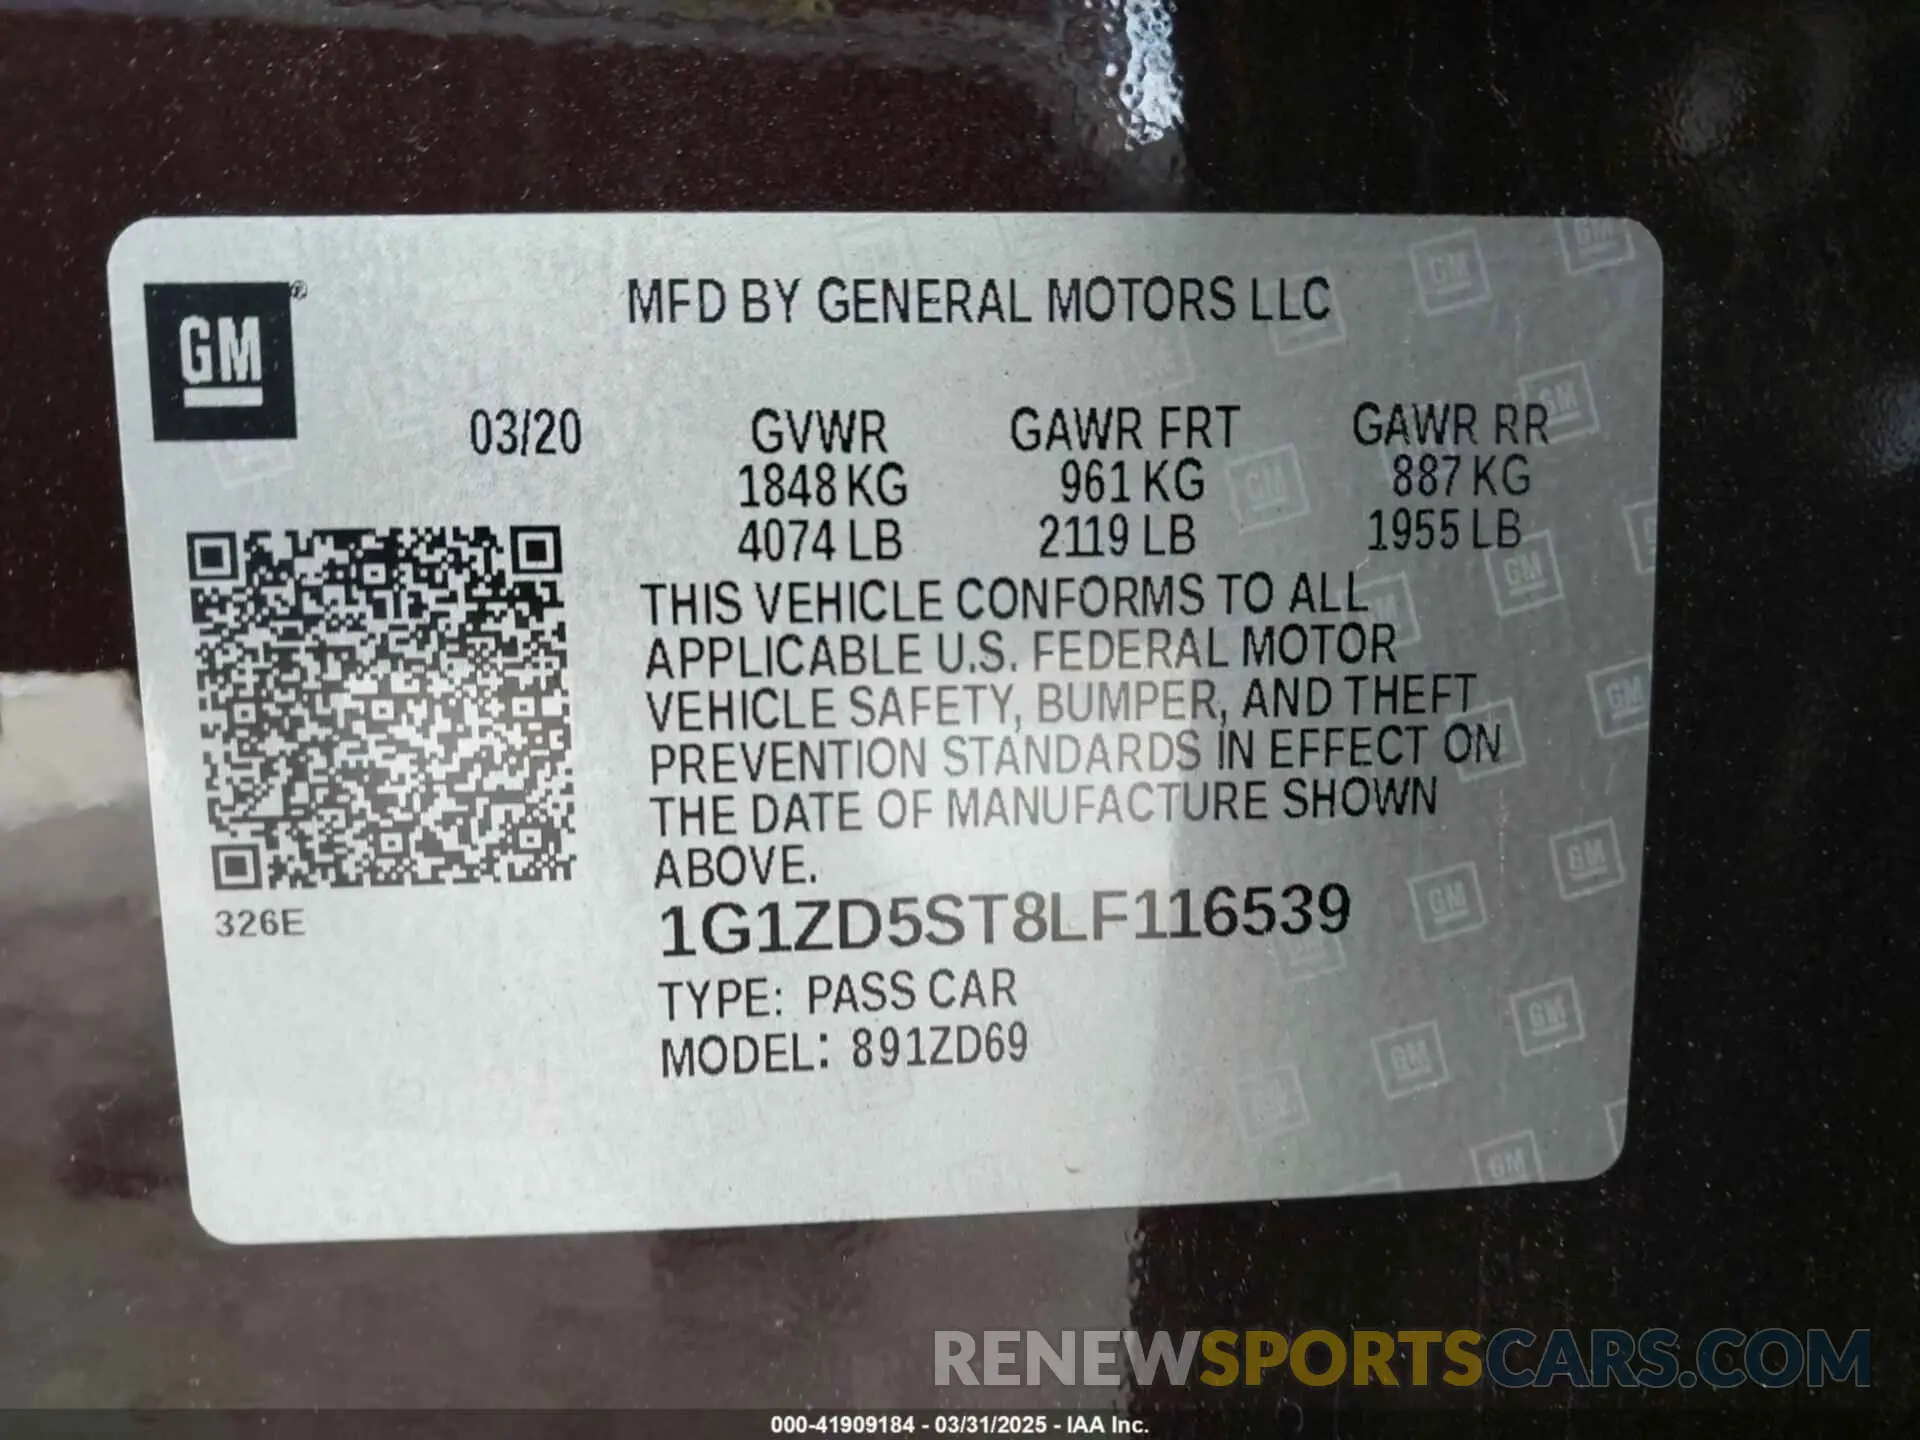 GM®
MFD BY GENERAL MOTORS LLC
03/20 GVWR GAWR FRT GAWR RR
1848 KG 961 KG 887 KG
4074 LB 2119 LB 1955 LB
THIS VEHICLE CONFORMS TO ALL
APPLICABLE U.S. FEDERAL MOTOR
VEHICLE SAFETY, BUMPER, AND THEFT
PREVENTION STANDARDS IN EFFECT ON
THE DATE OF MANUFACTURE SHOWN
ABOVE.
326E
1G1ZD5ST8LF116539
TYPE: PASS CAR
MODEL: 891ZD69
RENEWSPORTSCARS.COM
000-41909184 - 03/31/2025 - IAA Inc.